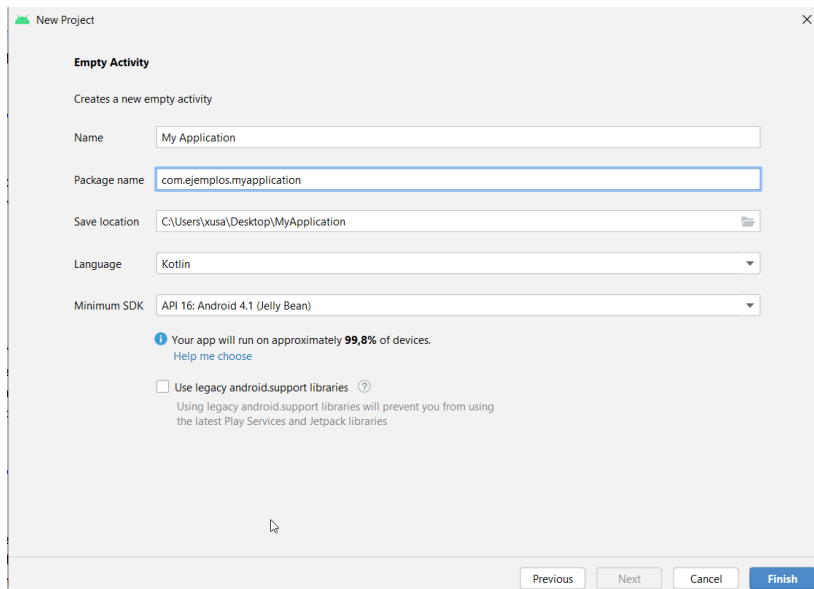 New Project
Empty Activity
Creates a new empty activity
Name My Application
Package name com.ejemplos.myapplication
Save location C:\Users\xusa\Desktop\MyApplication
Language Kotlin
Minimum SDK API 16: Android 4.1 (Jelly Bean)
Your app will run on approximately 99,8% of devices.
Help me choose
Use legacy android.support libraries ?
Using legacy android.support libraries will prevent you from using
the latest Play Services and Jetpack libraries
Previous Next Cancel Finish